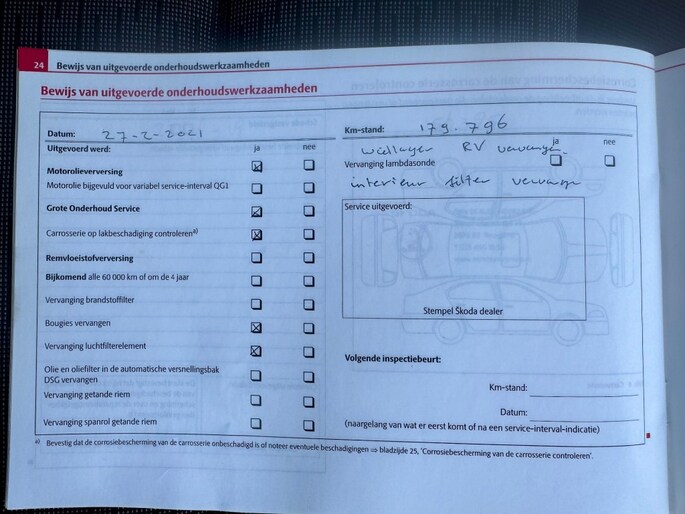 24 Bewijs van uitgevoerde onderhoudswerkzaamheden
Bewijs van uitgevoerde onderhoudswerkzaamheden
Datum: 27-2-2021
Uitgevoerd werd: ja nee
Motorolieverversing
Motorolie bijgevuld voor variabel service-interval QG1
Grote Onderhoud Service
Carrosserie op lakbeschadiging controleren a)
Remvloeistofverversing
Bijkomend alle 60 000 km of om de 4 jaar
Vervanging brandstoffilter
Bougies vervangen
Vervanging luchtfilterelement
Olie en oliefilter in de automatische versnellingsbak
DSG vervangen
Vervanging getande riem
Vervanging spanrol getande riem
Km-stand: 179.796
wiellager RV vervangen.
ja nee
Vervanging lambdasonde
interieur filter
Service uitgevoerd:
Stempel Škoda dealer
Volgende inspectiebeurt:
Km-stand:
Datum:
(naargelang van wat er eerst komt of na een service-interval-indicatie)
a) Bevestig dat de corrosiebescherming van de carrosserie onbeschadigd is of noteer eventuele beschadigingen ⇒ bladzijde 25, 'Corrosiebescherming van de carrosserie controleren'.